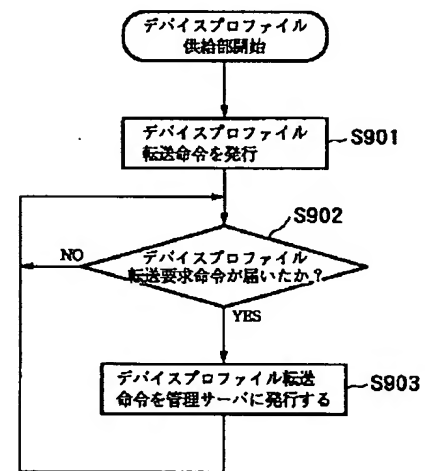 デバイスプロファイル
供給部開始
デバイスプロファイル
転送命令を発行
S901
S902
デバイスプロファイル
転送要求命令が届いたか?
NO
YES
デバイスプロファイル転送
命令を管理サーバに発行する
S903